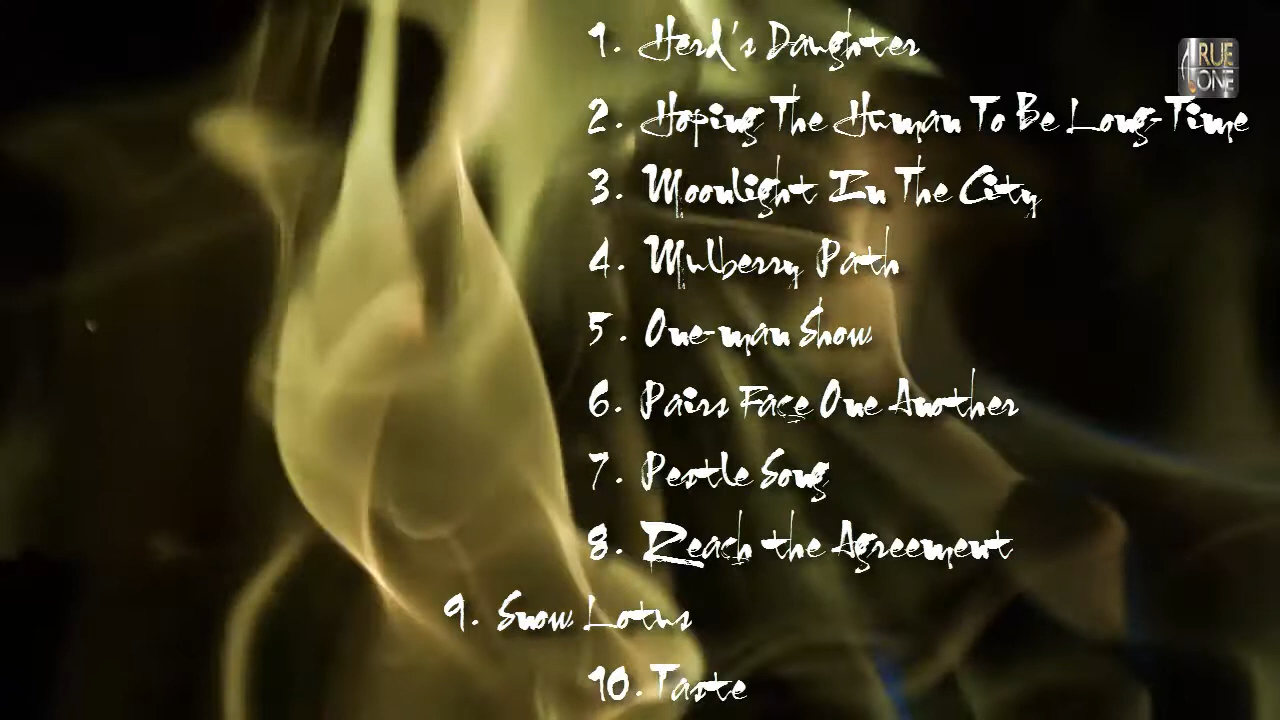 1. Herd's Daughter
TRUE
TONE
2. Hoping The Human To Be Long-Time
3. Moonlight In The City
4. Mulberry Path
5. One-man Show
6. Pairs Face One Another
7. Pestle Song
8. Reach the Agreement
9. Snow Lotus
10. Taste